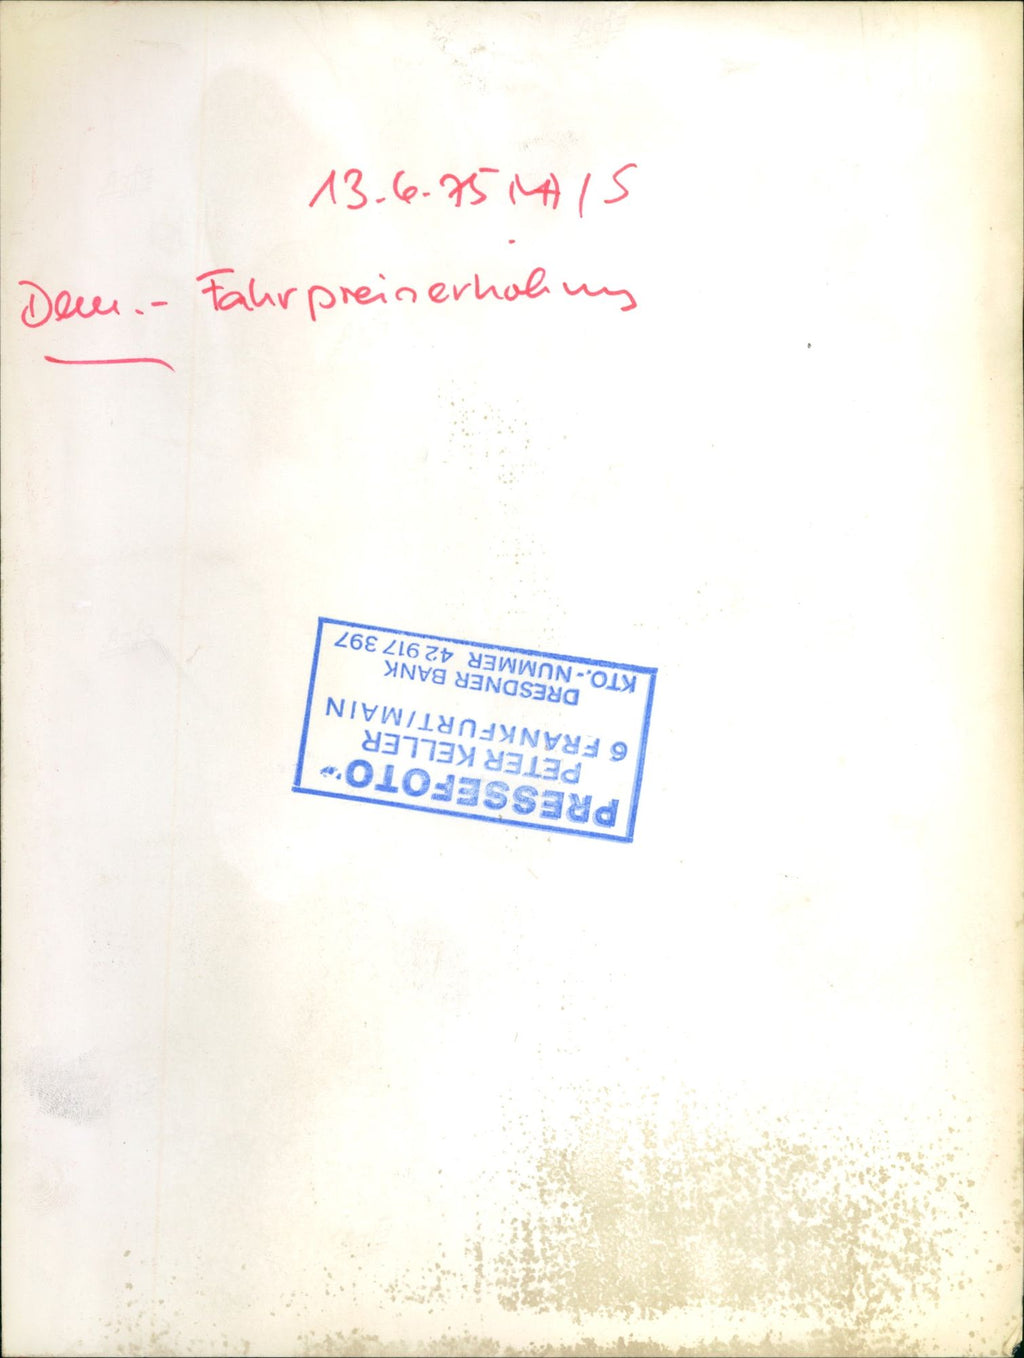 13.6.75 MA/S
Dem.- Fahrpreiserhöhung
PRESSEFOTO
PETER KELLER
6 FRANKFURT/MAIN
DRESDNER BANK
KTO.-NUMMER 42 917 397